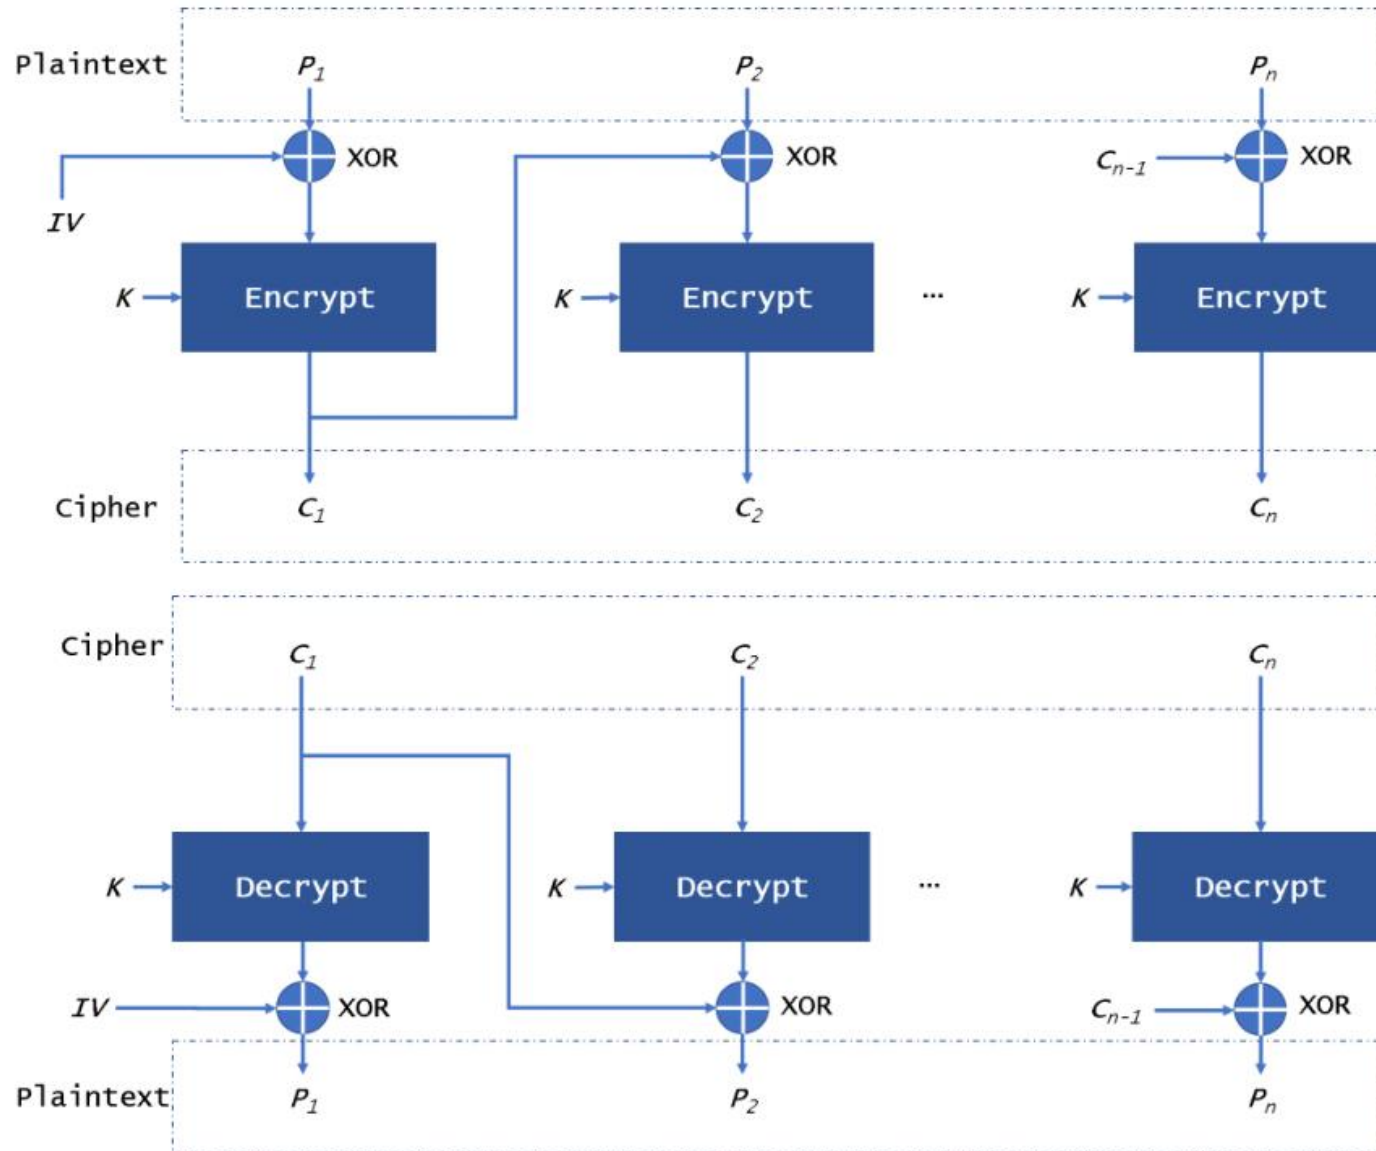 Plaintext P₁ P₂ Pₙ
XOR XOR Cₙ₋₁ XOR
IV
K Encrypt K Encrypt ... K Encrypt
Cipher C₁ C₂ Cₙ
Cipher C₁ C₂ Cₙ
K Decrypt K Decrypt ... K Decrypt
IV XOR XOR Cₙ₋₁ XOR
Plaintext P₁ P₂ Pₙ